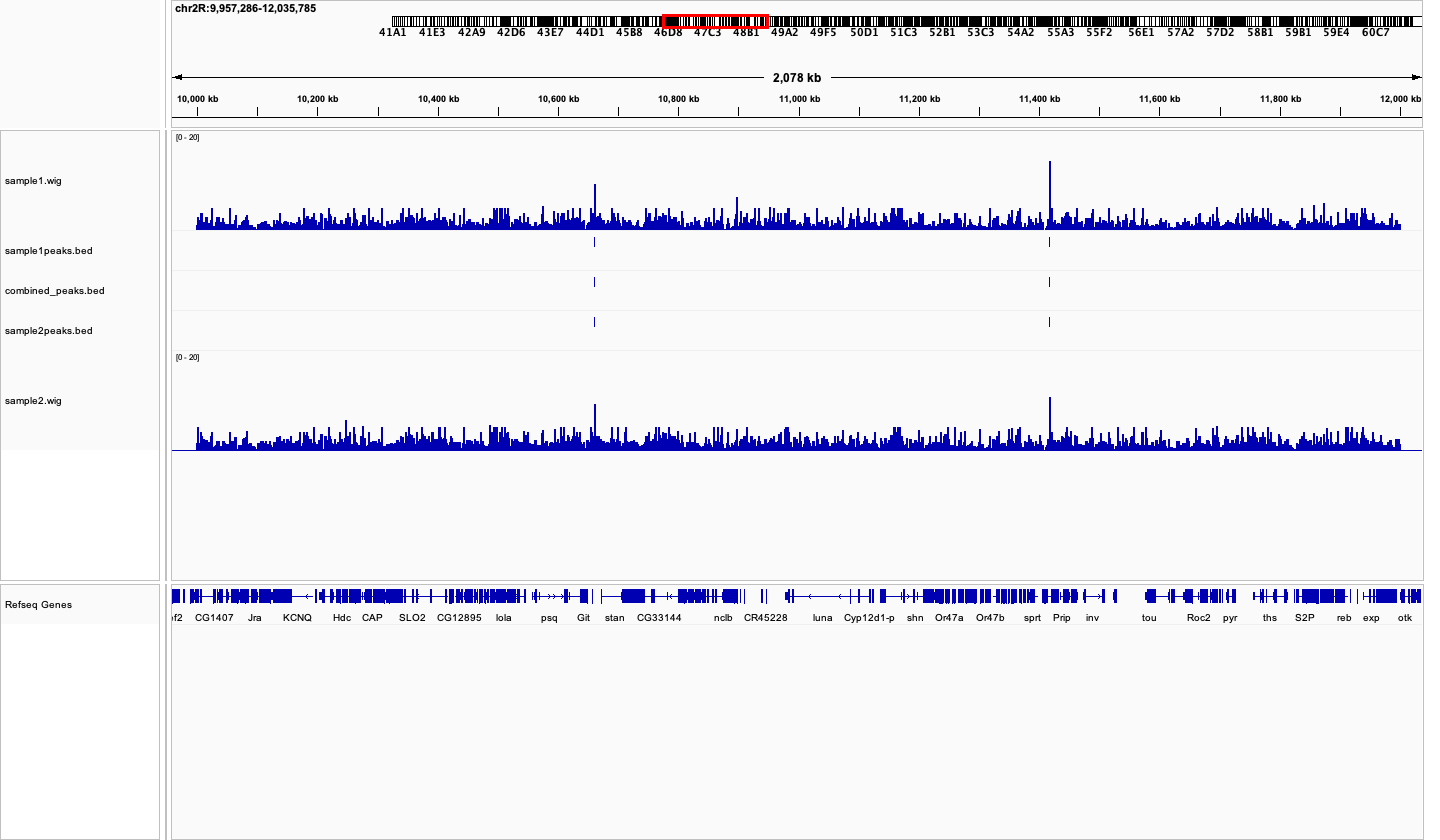 chr2R:9,957,286-12,035,785
41A1 41E3 42A9 42D6 43E7 44D1 45B8 46D8 47C3 48B1 49A2 49F5 50D1 51C3 52B1 53C3 54A2 55A3 55F2 56E1 57A2 57D2 58B1 59B1 59E4 60C7
2,078 kb
10,000 kb 10,200 kb 10,400 kb 10,600 kb 10,800 kb 11,000 kb 11,200 kb 11,400 kb 11,600 kb 11,800 kb 12,000 kb
[0 - 20]
sample1.wig
sample1peaks.bed
combined_peaks.bed
sample2peaks.bed
[0 - 20]
sample2.wig
Refseq Genes
CG1407 Jra KCNQ Hdc CAP SLO2 CG12895 lola psq Git stan CG33144 nclb CR45228 luna Cyp12d1-p shn Or47a Or47b sprt Prip inv tou Roc2 pyr ths S2P reb exp otk